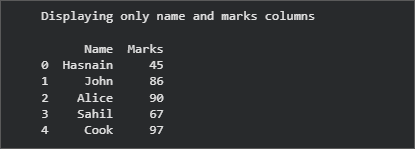 Displaying only name and marks columns
Name Marks
0 Hasnain 45
1 John 86
2 Alice 90
3 Sahil 67
4 Cook 97